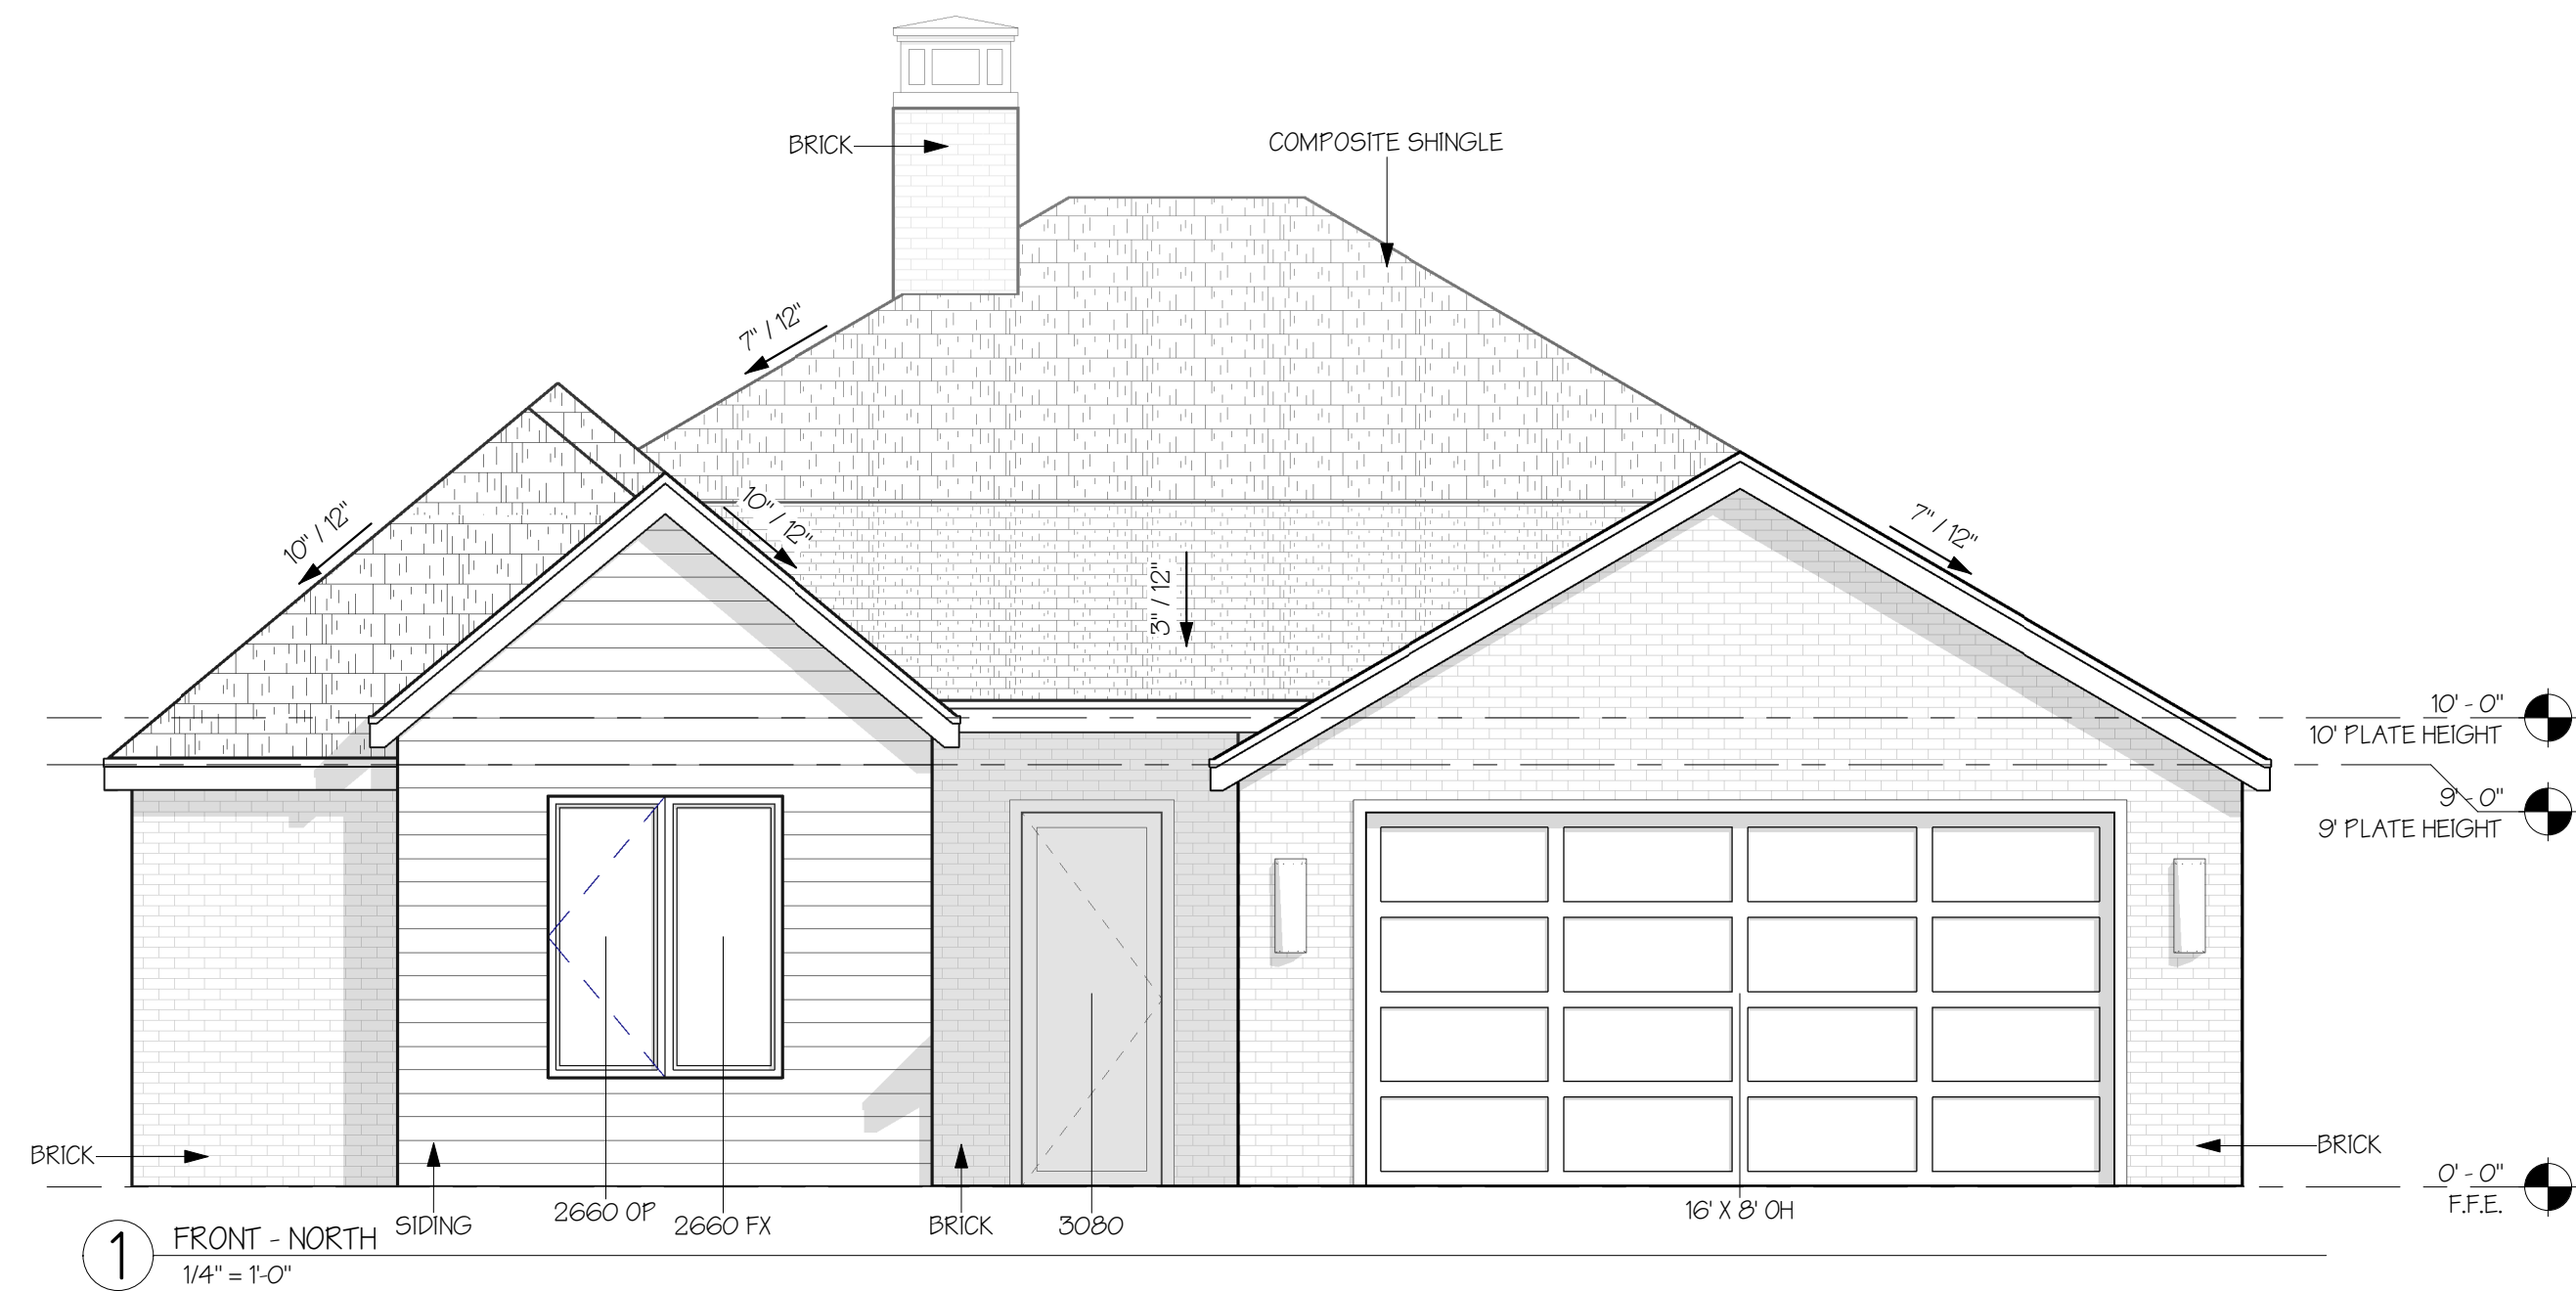 BRICK
COMPOSITE SHINGLE
7" / 12"
10" / 12"
10" / 12"
3" / 12"
7" / 12"
10' - 0"
10' PLATE HEIGHT
9' - 0"
9' PLATE HEIGHT
BRICK
BRICK
0' - 0"
F.F.E.
SIDING
2660 OP
2660 FX
BRICK
3080
16' X 8' OH
1
FRONT - NORTH
1/4" = 1'-0"